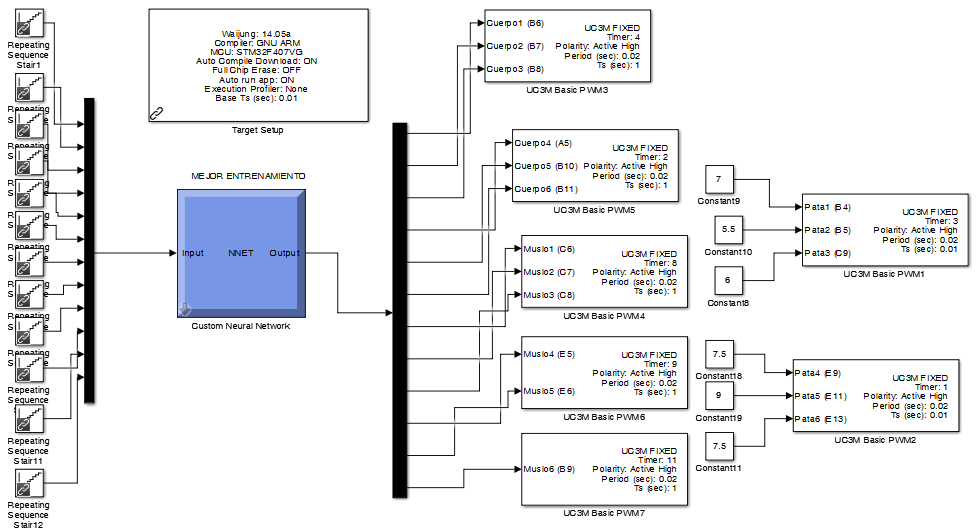 Repeating
Sequence
Stair1
Repeating
Repeating
Repeating
Repeating
Repeating
Sequence
Stair11
Repeating
Sequence
Stair12
Waijung: 14.05a
Compiler: GNU ARM
MCU: STM32F407VG
Auto Compile Download: ON
Full Chip Erase: OFF
Auto run app: ON
Execution Profiler: None
Base Ts (sec): 0.01
Target Setup
MEJOR ENTRENAMIENTO
Input
NNET
Output
Custom Neural Network
Cuerpo1 (B6)
Cuerpo2 (B7)
Cuerpo3 (B8)
UC3M FIXED
Timer: 4
Polarity: Active High
Period (sec): 0.02
Ts (sec): 1
UC3M Basic PWM3
Cuerpo4 (A5)
Cuerpo5 (B10)
Cuerpo6 (B11)
UC3M FIXED
Timer: 2
Polarity: Active High
Period (sec): 0.02
Ts (sec): 1
UC3M Basic PWM5
Muslo1 (C6)
Muslo2 (C7)
Muslo3 (C8)
UC3M FIXED
Timer: 8
Polarity: Active High
Period (sec): 0.02
Ts (sec): 1
UC3M Basic PWM4
Muslo4 (E5)
Muslo5 (E6)
UC3M FIXED
Timer: 9
Polarity: Active High
Period (sec): 0.02
Ts (sec): 1
UC3M Basic PWM6
Muslo6 (B9)
UC3M FIXED
Timer: 11
Polarity: Active High
Period (sec): 0.02
Ts (sec): 1
UC3M Basic PWM7
7
Constant9
5.5
Constant10
6
Constant8
Pata1 (B4)
Pata2 (B5)
Pata3 (C9)
UC3M FIXED
Timer: 3
Polarity: Active High
Period (sec): 0.02
Ts (sec): 0.01
UC3M Basic PWM1
7.5
Constant18
9
Constant19
7.5
Constant11
Pata4 (E9)
Pata5 (E11)
Pata6 (E13)
UC3M FIXED
Timer: 1
Polarity: Active High
Period (sec): 0.02
Ts (sec): 0.01
UC3M Basic PWM2